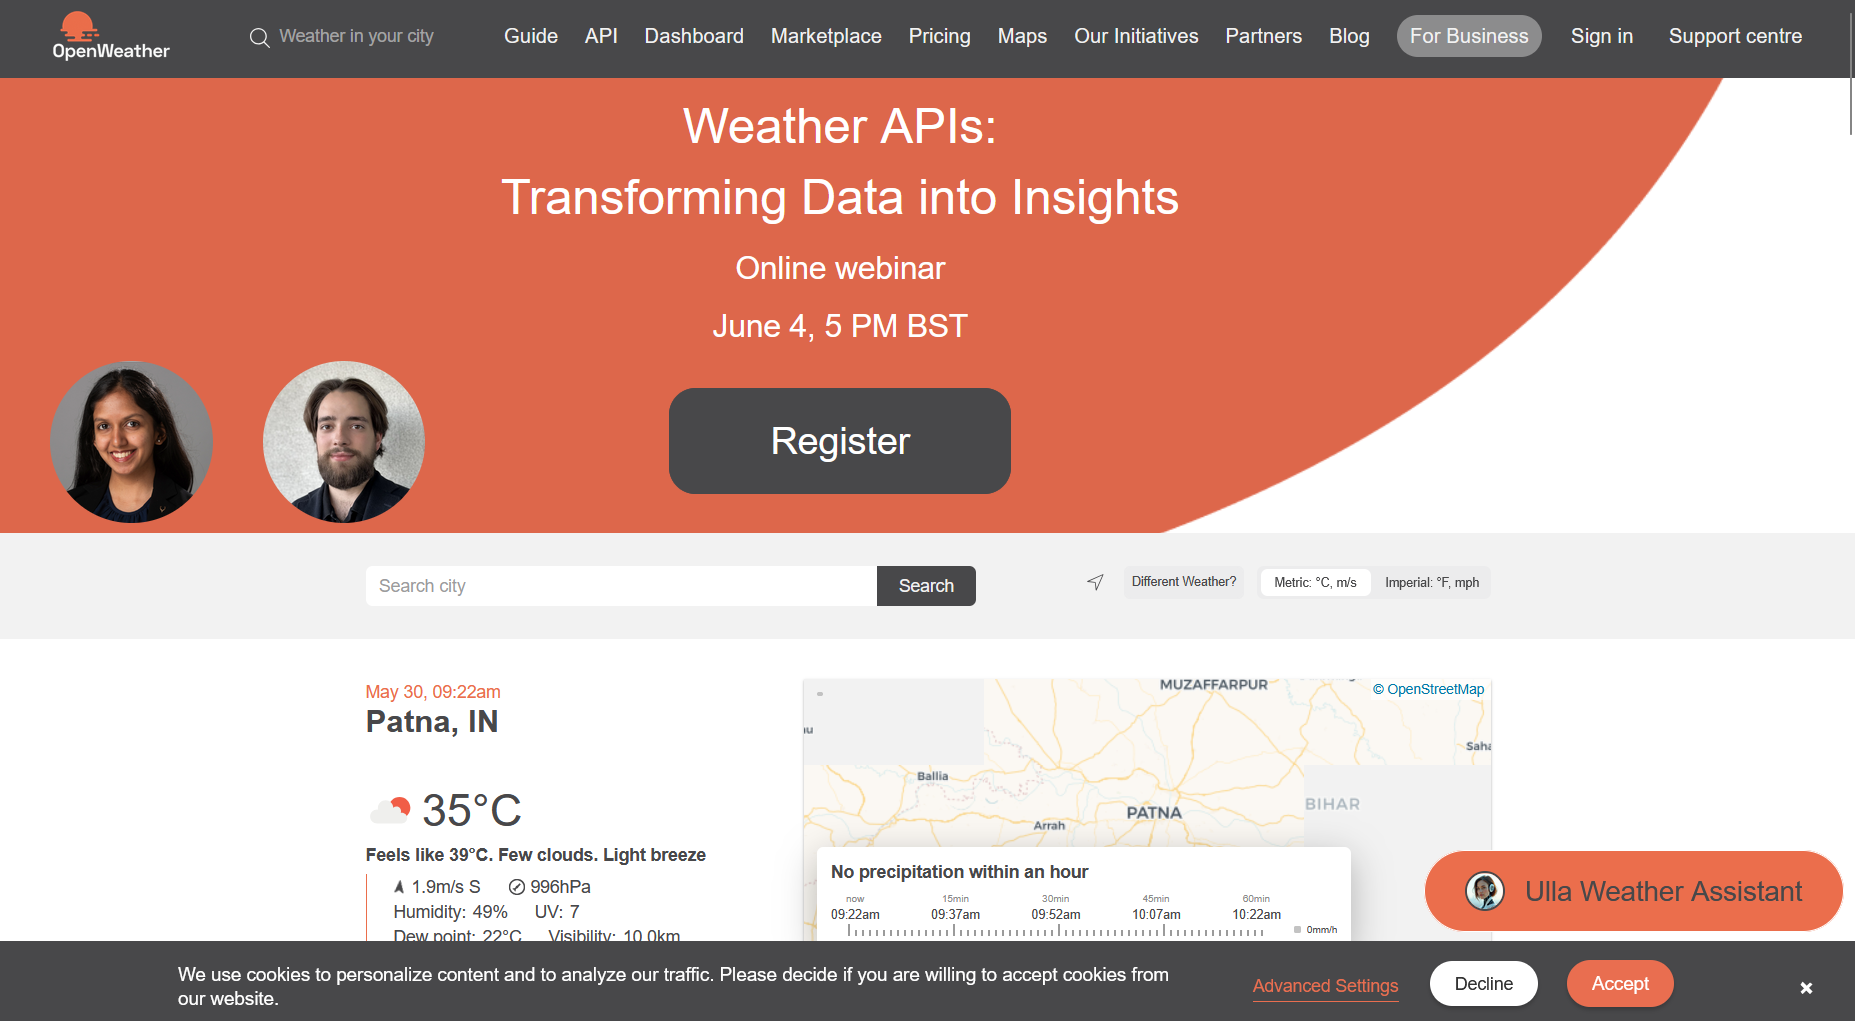 OpenWeather
Weather in your city
Guide API Dashboard Marketplace Pricing Maps Our Initiatives Partners Blog For Business Sign in Support centre
Weather APIs:
Transforming Data into Insights
Online webinar
June 4, 5 PM BST
Register
Search city
Search
Different Weather?
Metric: °C, m/s
Imperial: °F, mph
May 30, 09:22am
Patna, IN
35°C
Feels like 39°C. Few clouds. Light breeze
1.9m/s S 996hPa
Humidity: 49% UV: 7
Dew point: 22°C Visibility: 10.0km
MUZAFFARPUR
© OpenStreetMap
Ballia
PATNA
BIHAR
Arrah
No precipitation within an hour
now 15min 30min 45min 60min
09:22am 09:37am 09:52am 10:07am 10:22am
0mm/h
Ulla Weather Assistant
We use cookies to personalize content and to analyze our traffic. Please decide if you are willing to accept cookies from
our website.
Advanced Settings
Decline
Accept